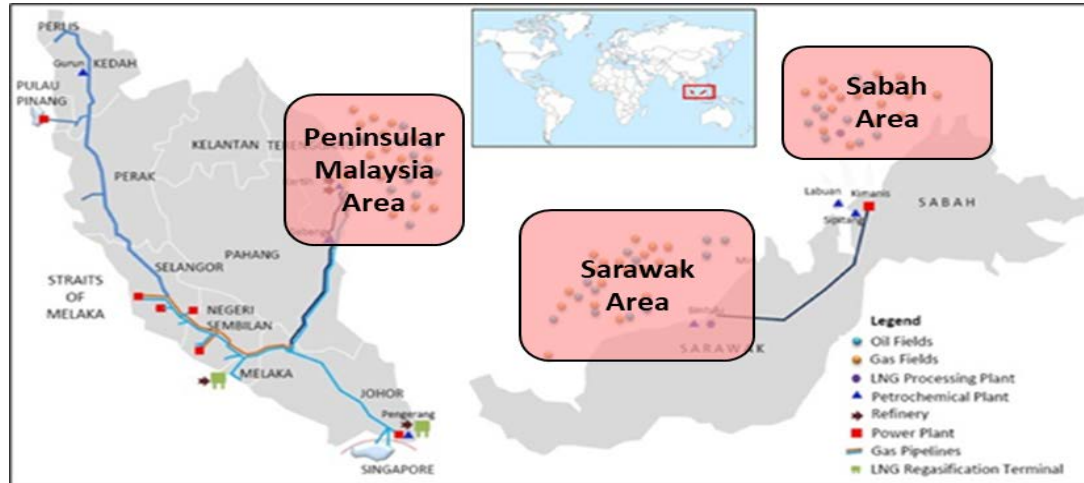 PERLIS
Gurun
KEDAH
PULAU
PINANG
KELANTAN
PERAK
Peninsular
Malaysia
Area
PAHANG
SELANGOR
STRAITS
OF
MELAKA
NEGERI
SEMBILAN
MELAKA
JOHOR
Pengerang
SINGAPORE
Sabah
Area
Labuan
Kimanis
Sipitang
SABAH
Sarawak
Area
Bintulu
SARAWAK
Legend
Oil Fields
Gas Fields
LNG Processing Plant
Petrochemical Plant
Refinery
Power Plant
Gas Pipelines
LNG Regasification Terminal